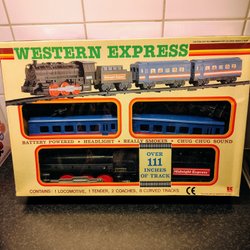 WESTERN EXPRESS
BATTERY POWERED • HEADLIGHT • REALLY SMOKES • CHUG CHUG SOUND
OVER
111
INCHES
OF TRACK
Midnight Express
CONTAINS: 1 LOCOMOTIVE, 1 TENDER, 2 COACHES, 8 CURVED TRACKS
CE